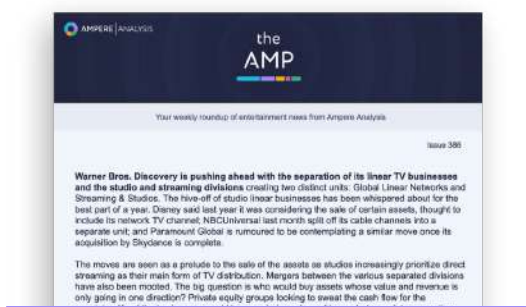 AMPERE ANALYSIS
the
AMP
Your weekly roundup of entertainment news from Ampere Analysis
Issue 386
Warner Bros. Discovery is pushing ahead with the separation of its linear TV businesses
and the studio and streaming divisions creating two distinct units: Global Linear Networks and
Streaming & Studios. The hive-off of studio linear businesses has been whispered about for the
best part of a year. Disney said last year it was considering the sale of certain assets, thought to
include its network TV channel; NBCUniversal last month split off its cable channels into a
separate unit; and Paramount Global is rumoured to be contemplating a similar move once its
acquisition by Skydance is complete.
The moves are seen as a prelude to the sale of the assets as studios increasingly prioritize direct
streaming as their main form of TV distribution. Mergers between the various separated divisions
have also been mooted. The big question is who would buy assets whose value and revenue is
only going in one direction? Private equity groups looking to sweat the cash flow for the